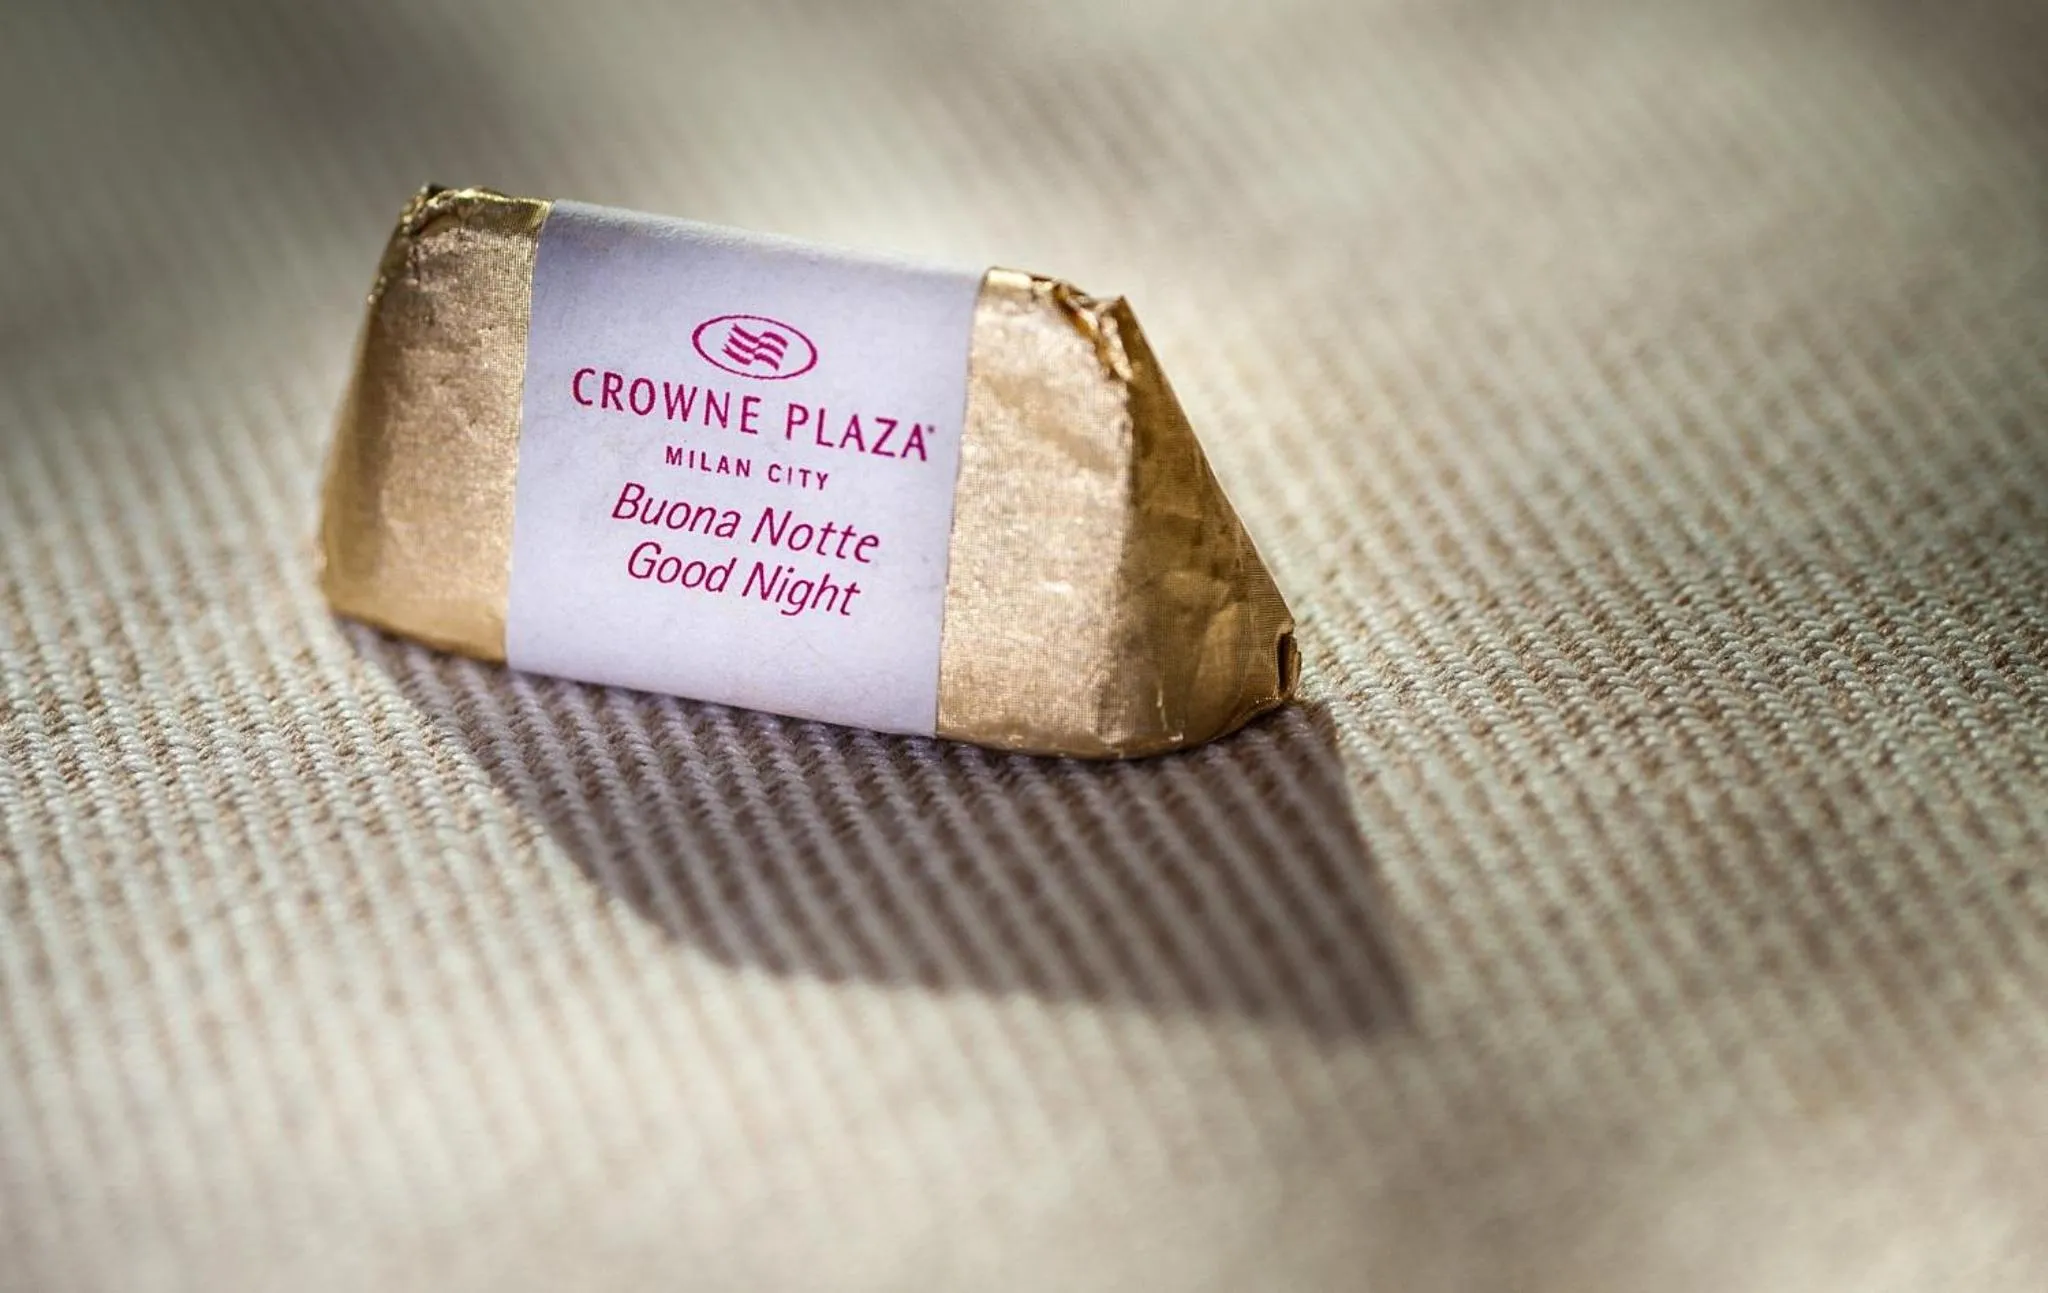 CROWNE PLAZA
MILAN CITY
Buona Notte
Good Night